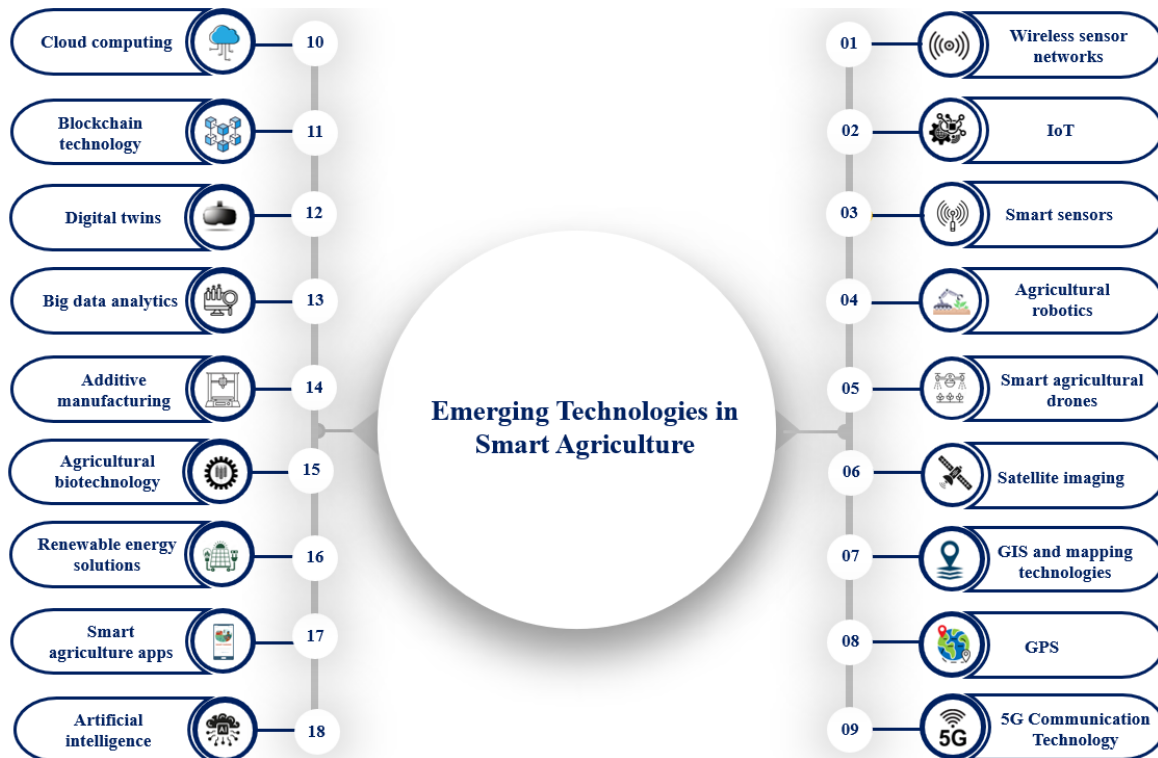 Emerging Technologies in
Smart Agriculture
01
Wireless sensor
networks
02
IoT
03
Smart sensors
04
Agricultural
robotics
05
Smart agricultural
drones
06
Satellite imaging
07
GIS and mapping
technologies
08
GPS
09
5G
5G Communication
Technology
Cloud computing
10
Blockchain
technology
11
Digital twins
12
Big data analytics
13
Additive
manufacturing
14
Agricultural
biotechnology
15
Renewable energy
solutions
16
Smart
agriculture apps
17
Artificial
intelligence
AI
18